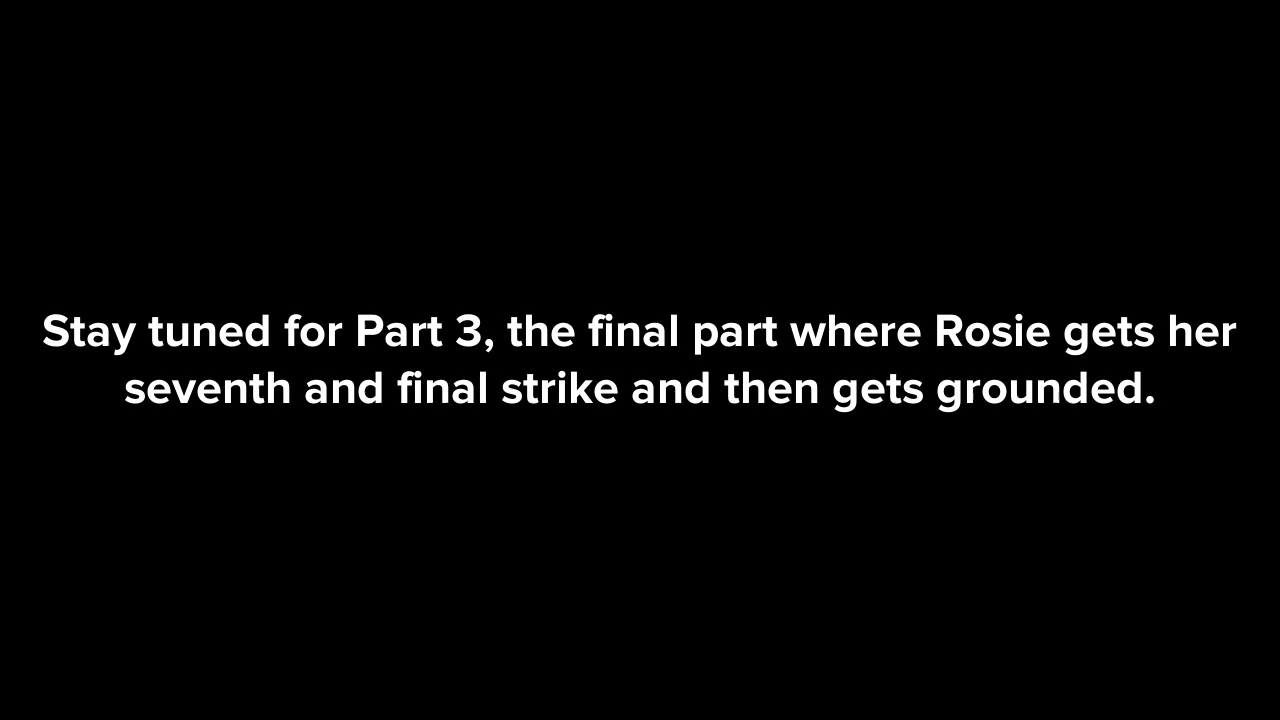 Stay tuned for Part 3, the final part where Rosie gets her
seventh and final strike and then gets grounded.